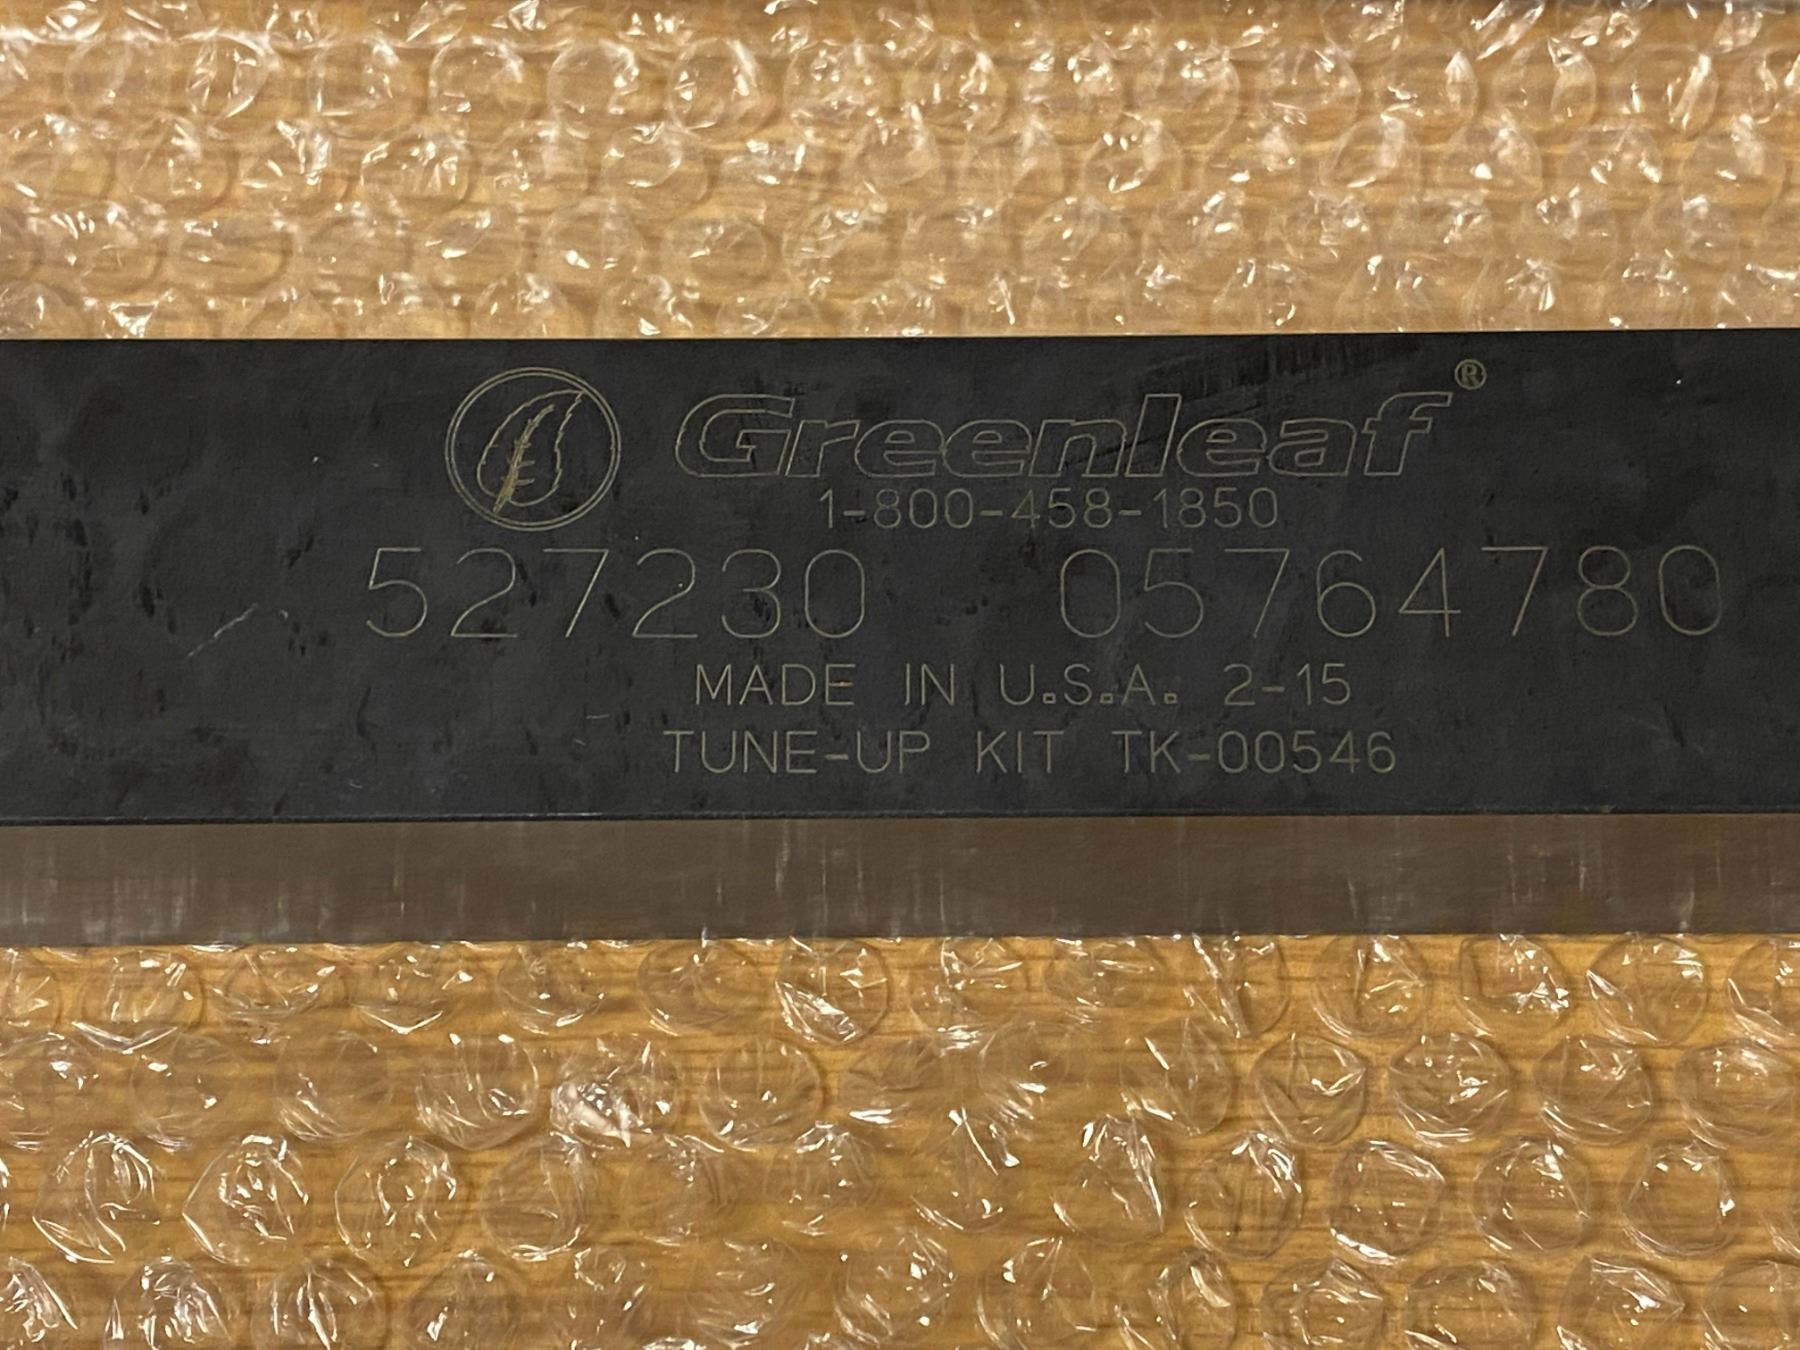 Greenleaf®
1-800-458-1850
527230 05764780
MADE IN U.S.A. 2-15
TUNE-UP KIT TK-00546